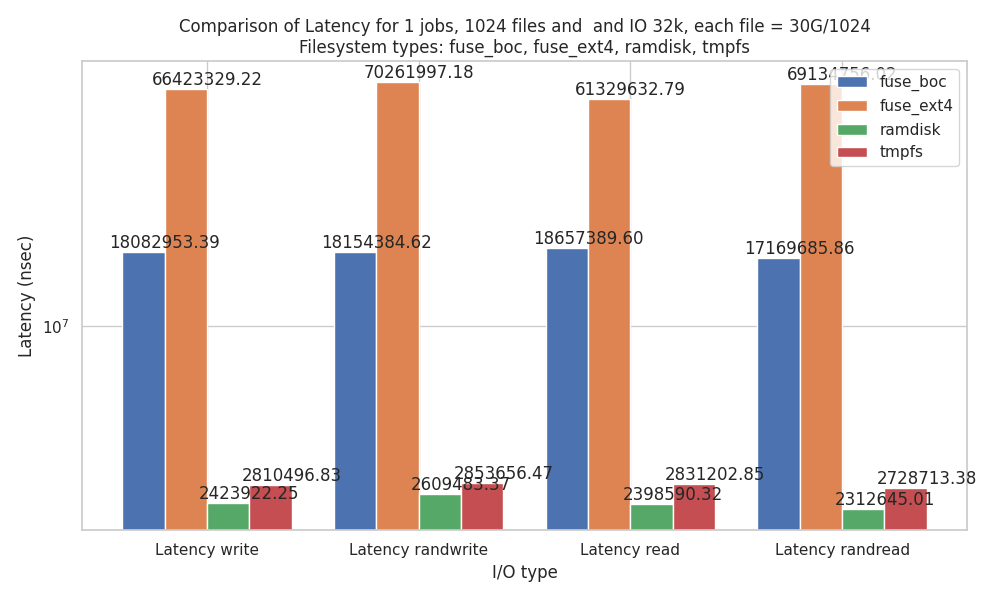 Comparison of Latency for 1 jobs, 1024 files and  and IO 32k, each file = 30G/1024
Filesystem types: fuse_boc, fuse_ext4, ramdisk, tmpfs
Latency (nsec)
10⁷
66423329.22
70261997.18
61329632.79
69134756.02
18082953.39
18154384.62
18657389.60
17169685.86
2423922.25
2810496.83
2609483.37
2853656.47
2398590.32
2831202.85
2312645.01
2728713.38
fuse_boc
fuse_ext4
ramdisk
tmpfs
Latency write
Latency randwrite
Latency read
Latency randread
I/O type